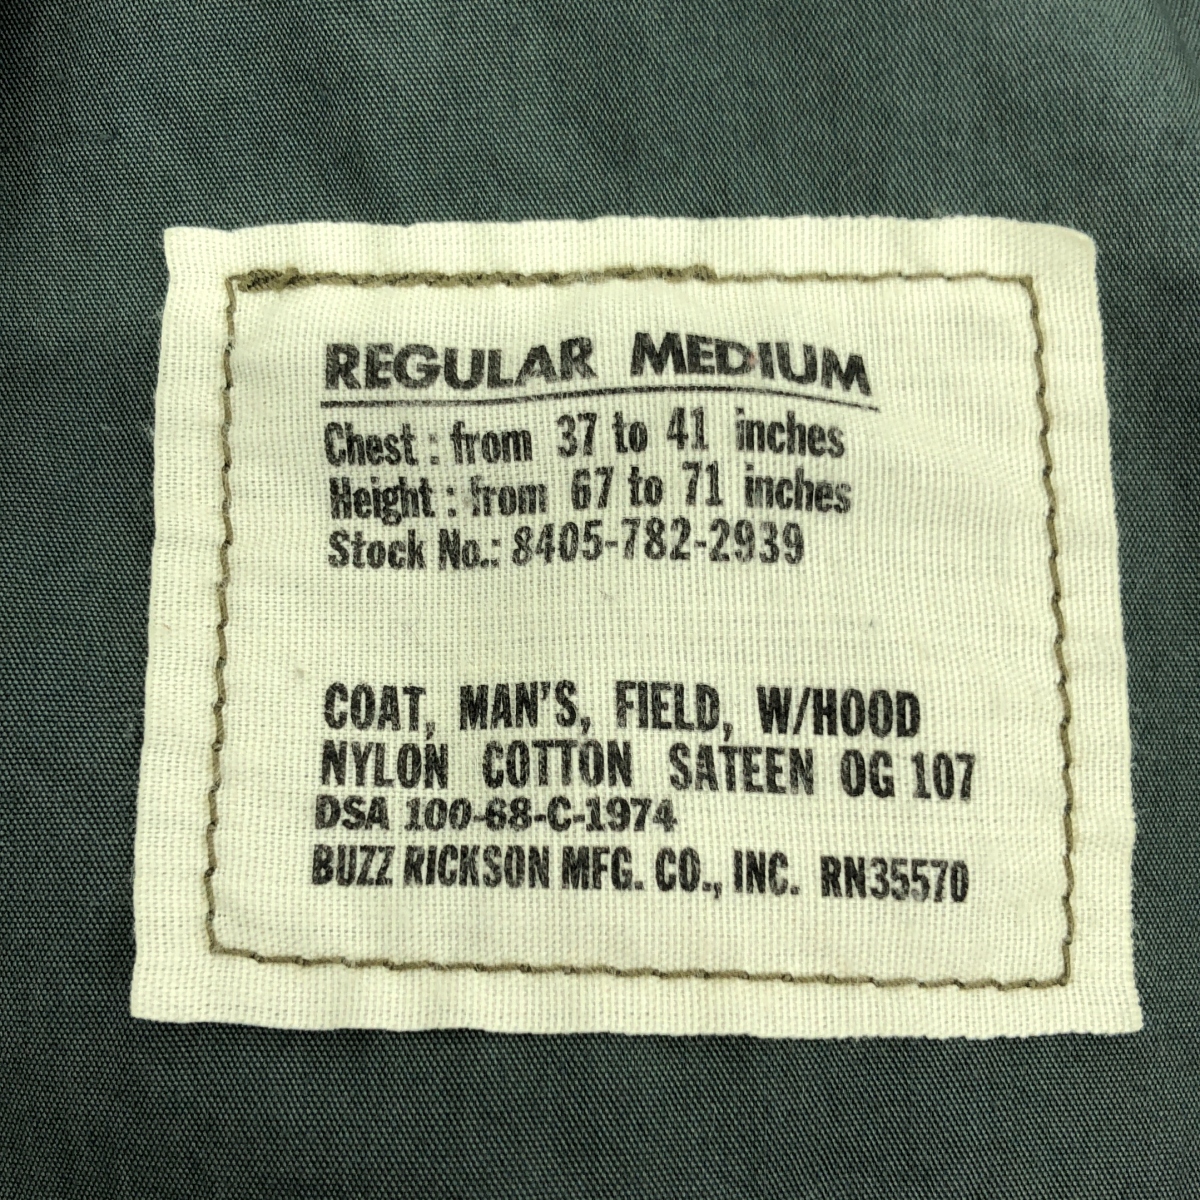 REGULAR MEDIUM
Chest : from 37 to 41 inches
Height : from 67 to 71 inches
Stock No.: 8405-782-2939
COAT, MAN'S, FIELD, W/HOOD
NYLON COTTON SATEEN OG 107
DSA 100-68-C-1974
BUZZ RICKSON MFG. CO., INC. RN35570